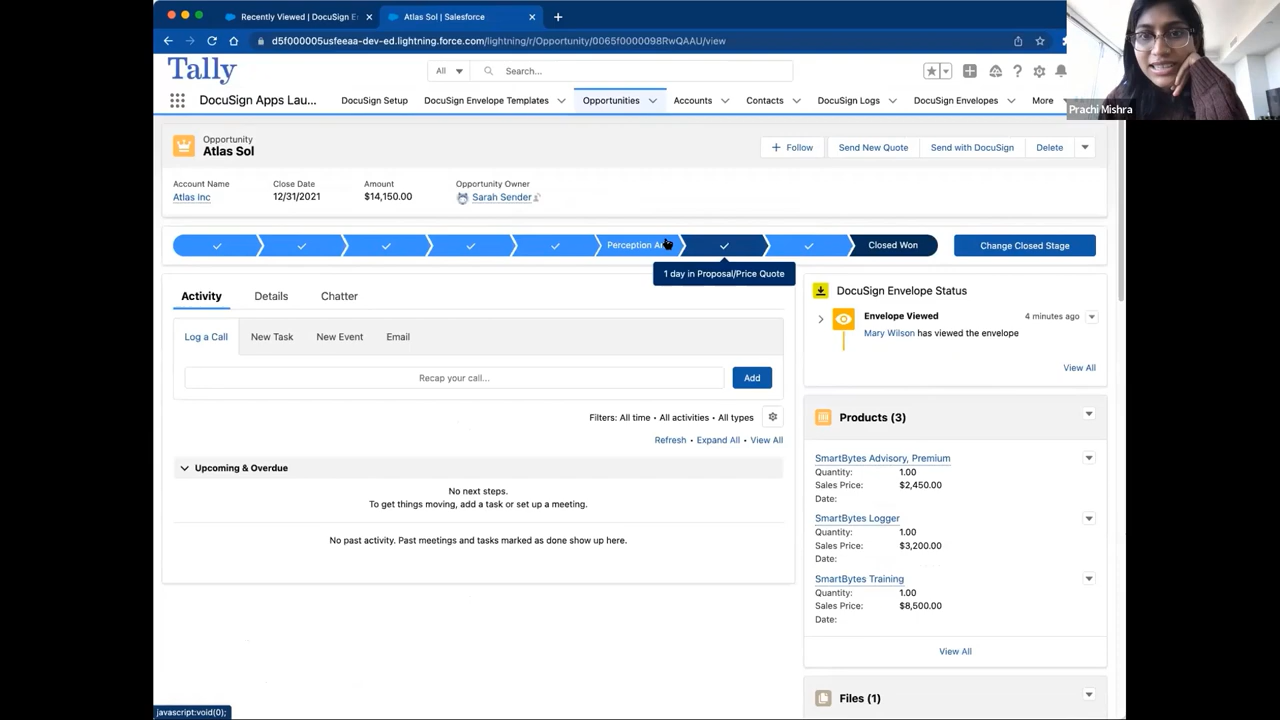 Recently Viewed | DocuSign E
Atlas Sol | Salesforce
d5f000005usfeeaa-dev-ed.lightning.force.com/lightning/r/Opportunity/0065f0000098RwQAAU/view
Prachi Mishra
Tally
All
Search...
DocuSign Apps Lau...
DocuSign Setup
DocuSign Envelope Templates
Opportunities
Accounts
Contacts
DocuSign Logs
DocuSign Envelopes
More
Opportunity
Atlas Sol
Follow
Send New Quote
Send with DocuSign
Delete
Account Name
Atlas Inc
Close Date
12/31/2021
Amount
$14,150.00
Opportunity Owner
Sarah Sender
Perception A
Closed Won
Change Closed Stage
1 day in Proposal/Price Quote
Activity
Details
Chatter
Log a Call
New Task
New Event
Email
Recap your call...
Add
Filters: All time • All activities • All types
Refresh • Expand All • View All
Upcoming & Overdue
No next steps.
To get things moving, add a task or set up a meeting.
No past activity. Past meetings and tasks marked as done show up here.
DocuSign Envelope Status
Envelope Viewed
4 minutes ago
Mary Wilson has viewed the envelope
View All
Products (3)
SmartBytes Advisory, Premium
Quantity: 1.00
Sales Price: $2,450.00
Date:
SmartBytes Logger
Quantity: 1.00
Sales Price: $3,200.00
Date:
SmartBytes Training
Quantity: 1.00
Sales Price: $8,500.00
Date:
View All
Files (1)
javascript:void(0);